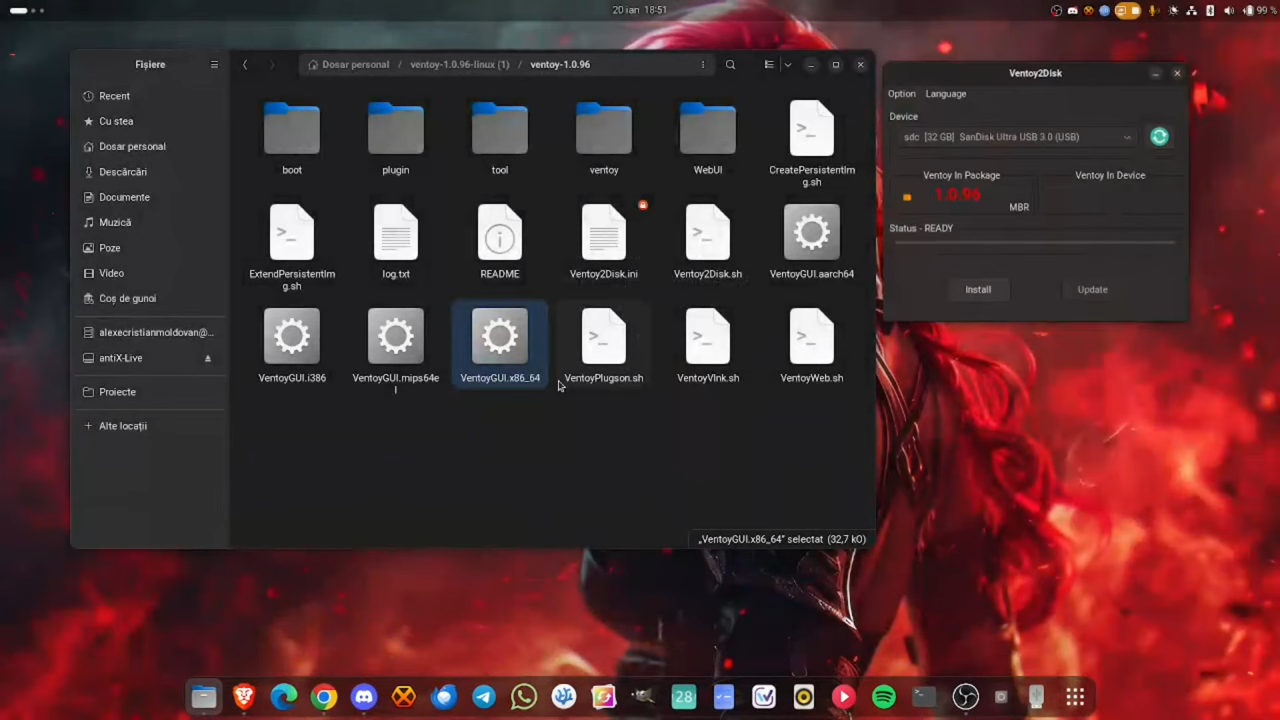 20 ian 18:51
99 %
Fișiere
Dosar personal / ventoy-1.0.96-linux (1) / ventoy-1.0.96
Recent
Cu stea
Dosar personal
Descărcări
Documente
Muzică
Poze
Video
Coș de gunoi
alexecristianmoldovan@...
antiX-Live
Proiecte
Alte locații
boot
plugin
tool
ventoy
WebUI
CreatePersistentIm
g.sh
ExtendPersistentIm
g.sh
log.txt
README
Ventoy2Disk.ini
Ventoy2Disk.sh
VentoyGUI.aarch64
VentoyGUI.i386
VentoyGUI.mips64e
l
VentoyGUI.x86_64
VentoyPlugson.sh
VentoyVlnk.sh
VentoyWeb.sh
„VentoyGUI.x86_64” selectat (32,7 kO)
Ventoy2Disk
Option Language
Device
sdc [32 GB] SanDisk Ultra USB 3.0 (USB)
Ventoy In Package
Ventoy In Device
1.0.96
MBR
Status - READY
Install
Update
28